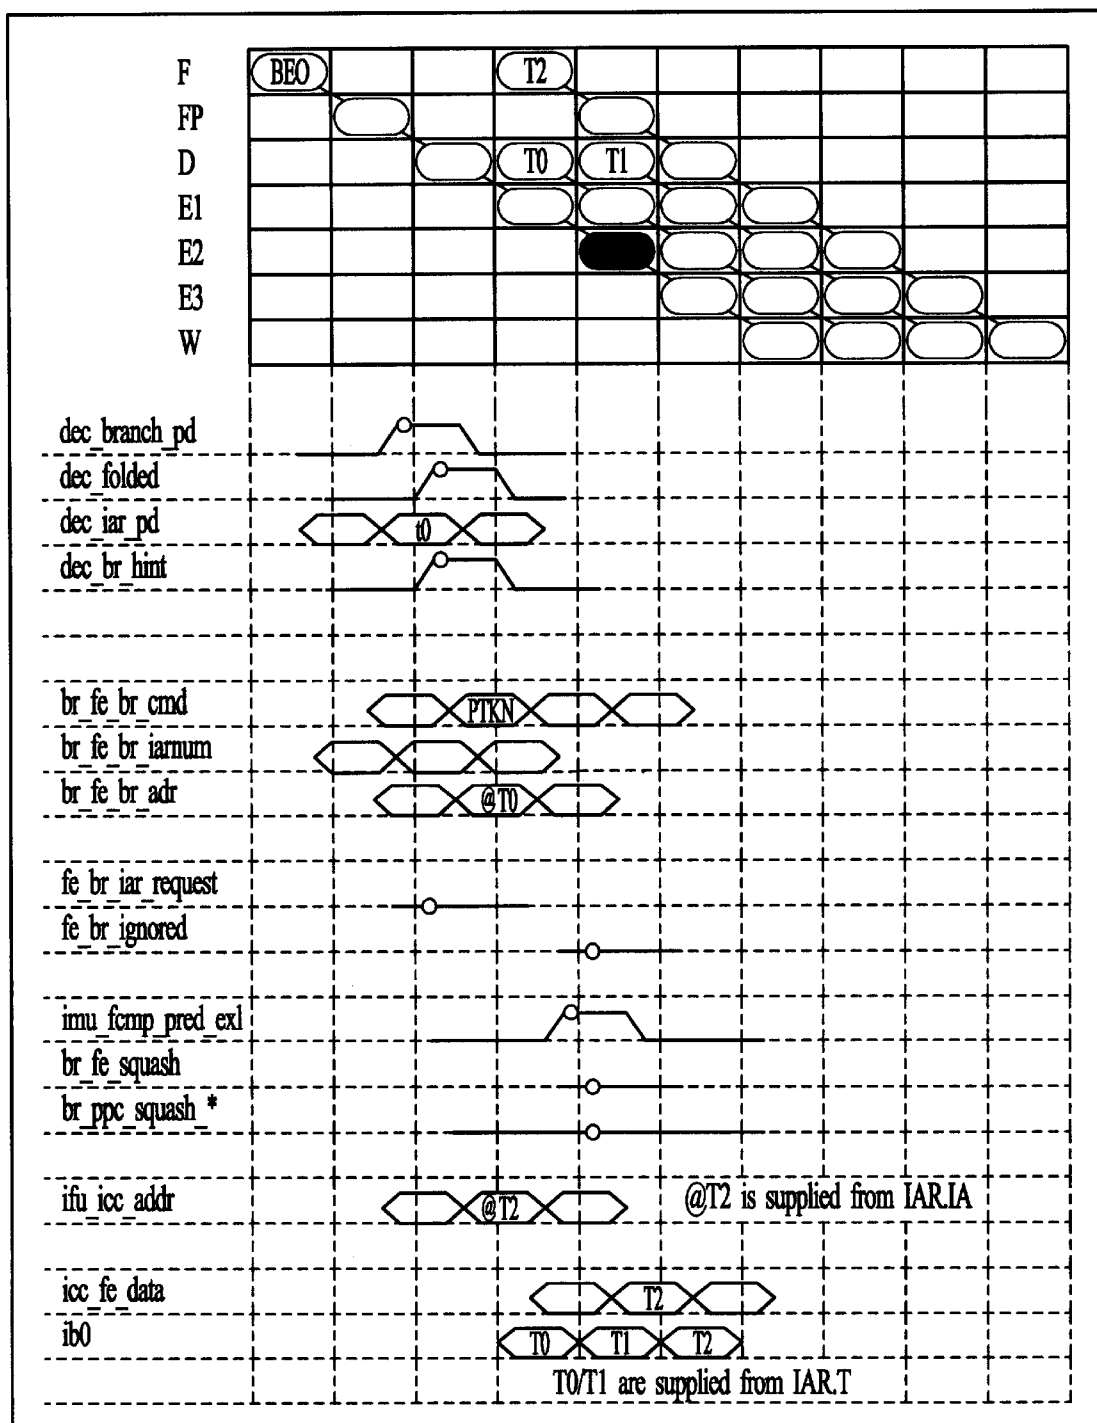 F BEO T2
FP
D T0 T1
E1
E2
E3
W
dec_branch_pd
dec_folded
dec_iar_pd t0
dec_br_hint
br_fe_br_cmd PTKN
br_fe_br_iarnum
br_fe_br_adr @T0
fe_br_iar_request
fe_br_ignored
imu_fcmp_pred_exl
br_fe_squash
br_ppc_squash_*
ifu_icc_addr @T2 @T2 is supplied from IAR.IA
icc_fe_data T2
ib0 T0 T1 T2
T0/T1 are supplied from IAR.T